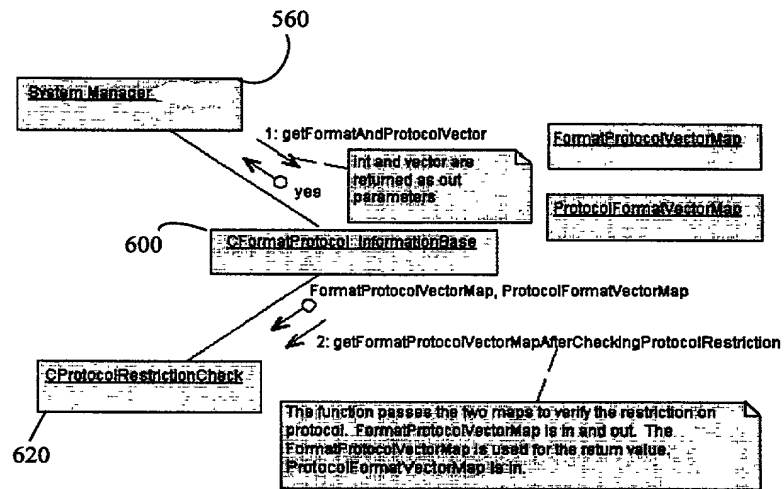 560
System Manager
1: getFormatAndProtocolVector
yes
Int and vector are
returned as out
parameters
FormatProtocolVectorMap
ProtocolFormatVectorMap
600
CFormatProtocol_InformationBase
FormatProtocolVectorMap, ProtocolFormatVectorMap
2: getFormatProtocolVectorMapAfterCheckingProtocolRestriction
CProtocolRestrictionCheck
620
The function passes the two maps to verify the restriction on
protocol. FormatProtocolVectorMap is in and out. The
FormatProtocolVectorMap is used for the return value.
ProtocolFormatVectorMap is in.